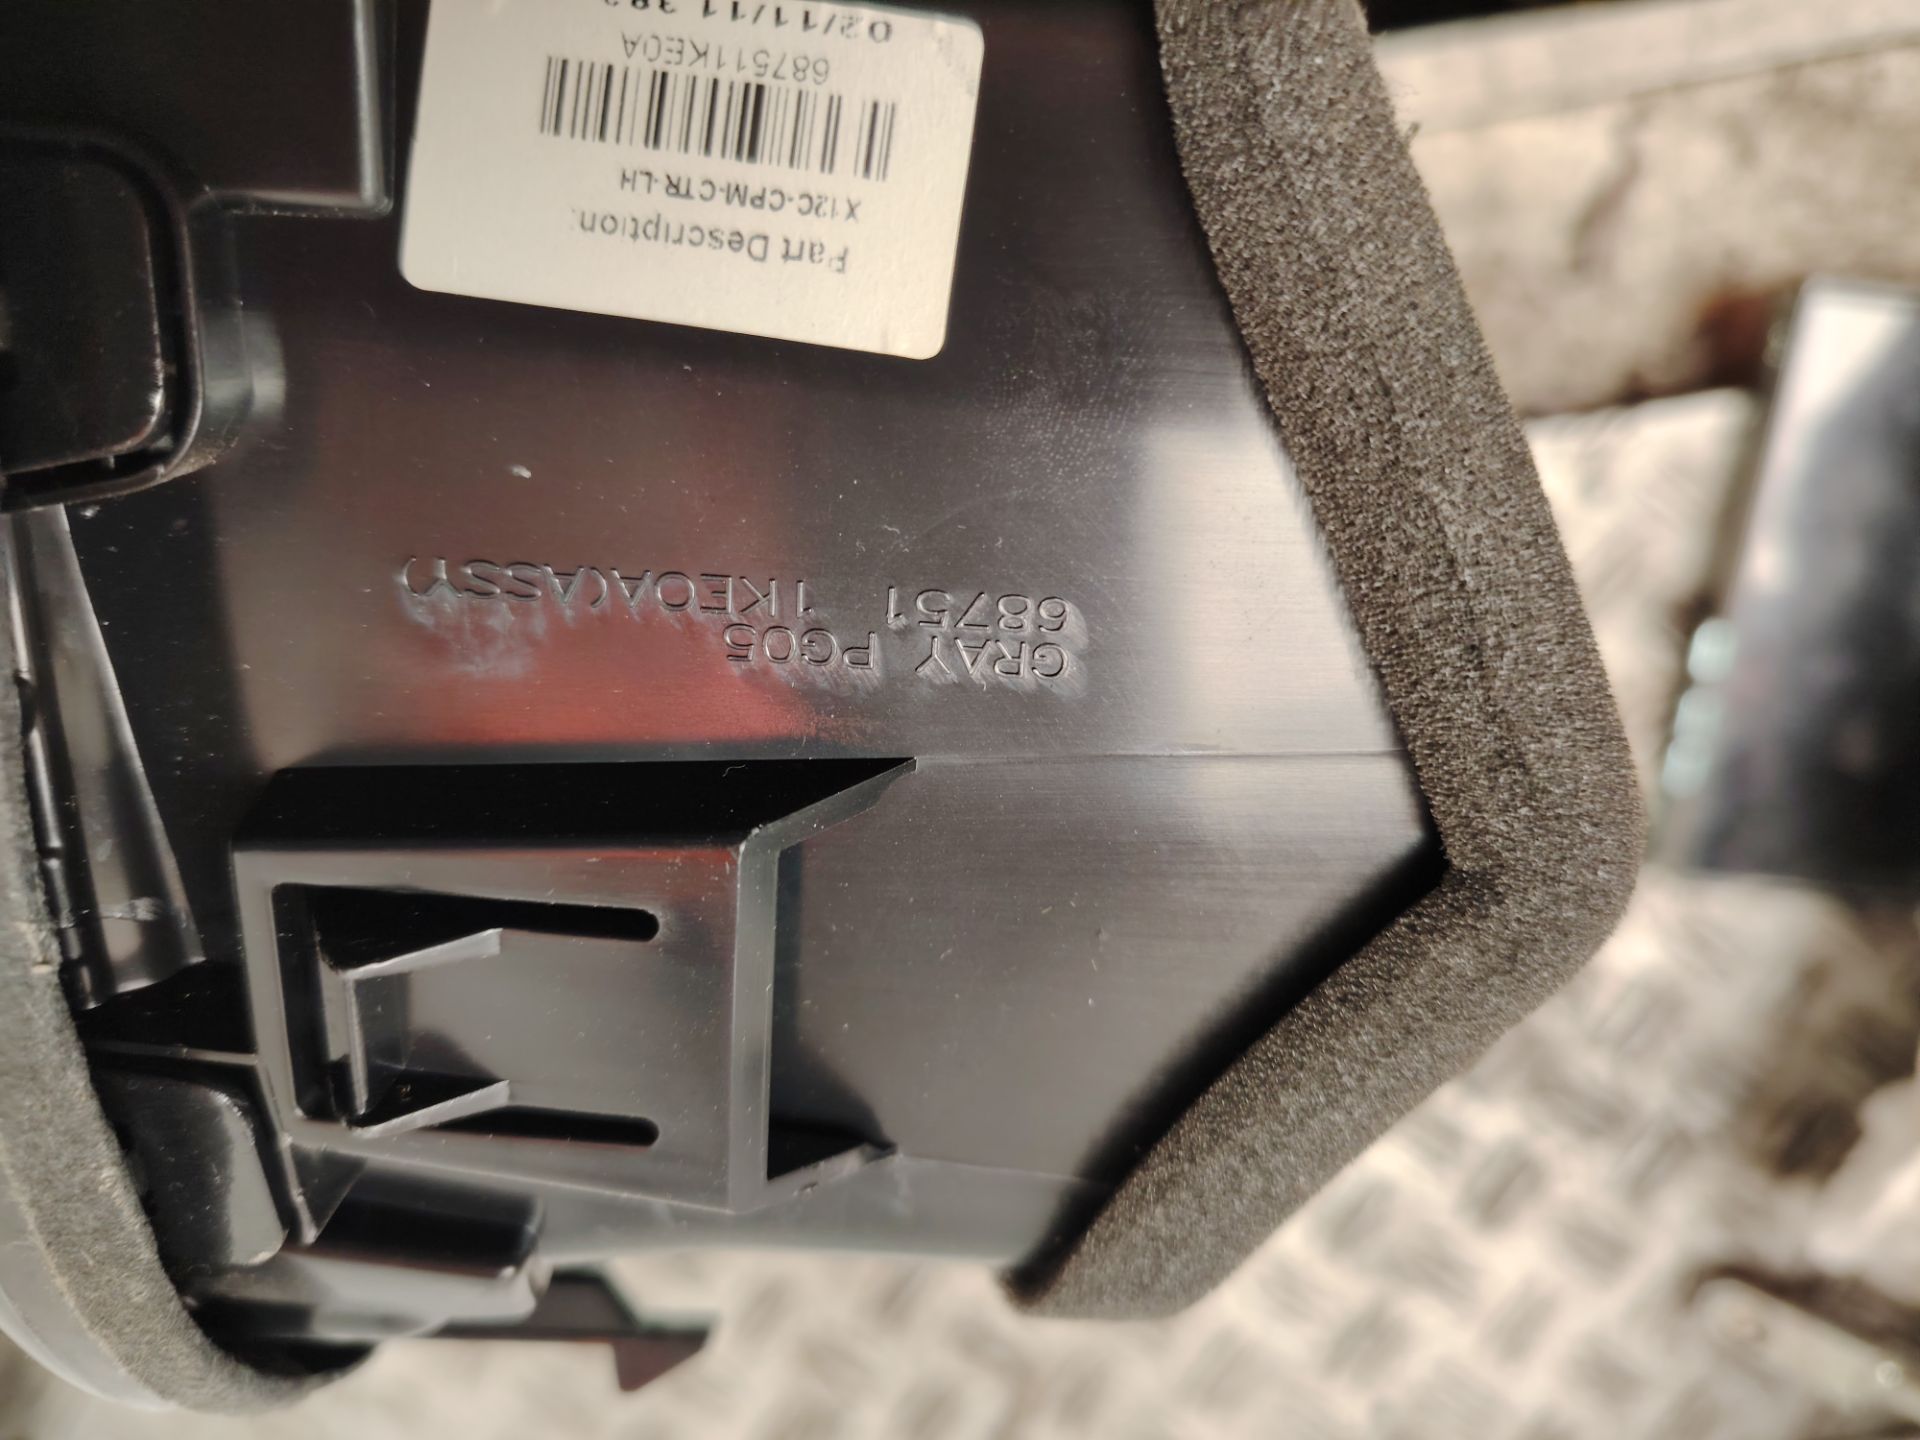 Part Description:
X12C-CPM-CTR-LH
687511KE0A
02/11/11
GRAY PG05
68751 1KE0A(ASSY)